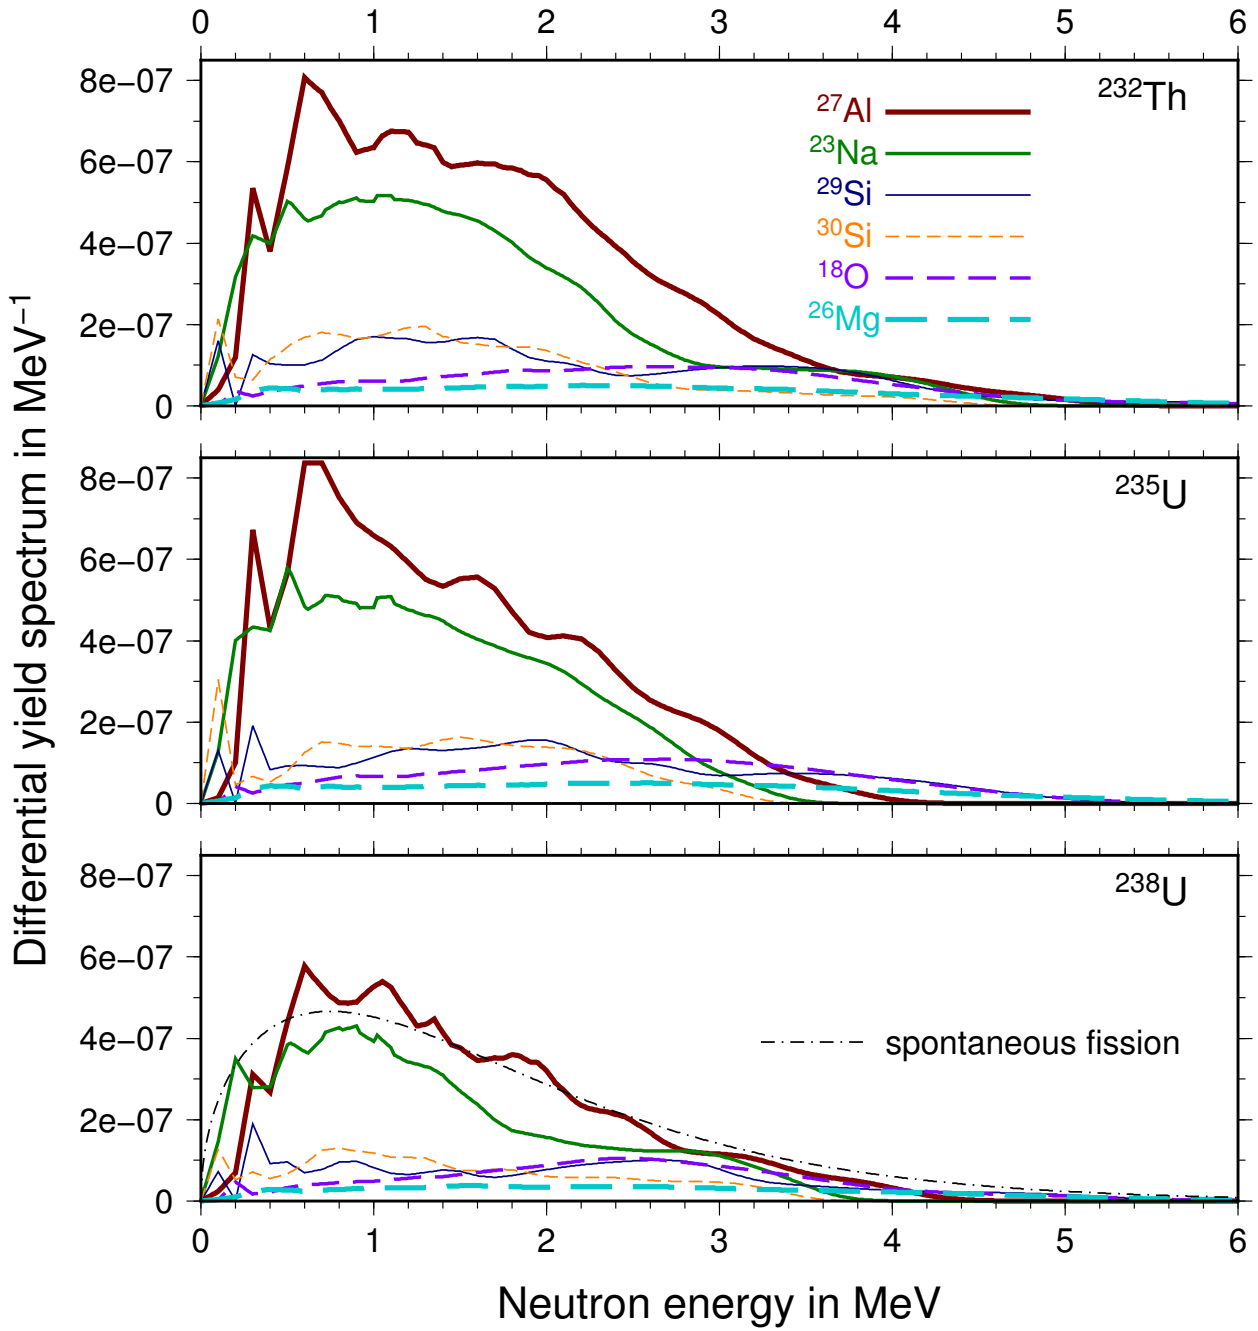 0 1 2 3 4 5 6
Differential yield spectrum in MeV⁻¹
8e−07
6e−07
4e−07
2e−07
0
²³²Th
²⁷Al
²³Na
²⁹Si
³⁰Si
¹⁸O
²⁶Mg
8e−07
6e−07
4e−07
2e−07
0
²³⁵U
8e−07
6e−07
4e−07
2e−07
0
²³⁸U
spontaneous fission
0 1 2 3 4 5 6
Neutron energy in MeV